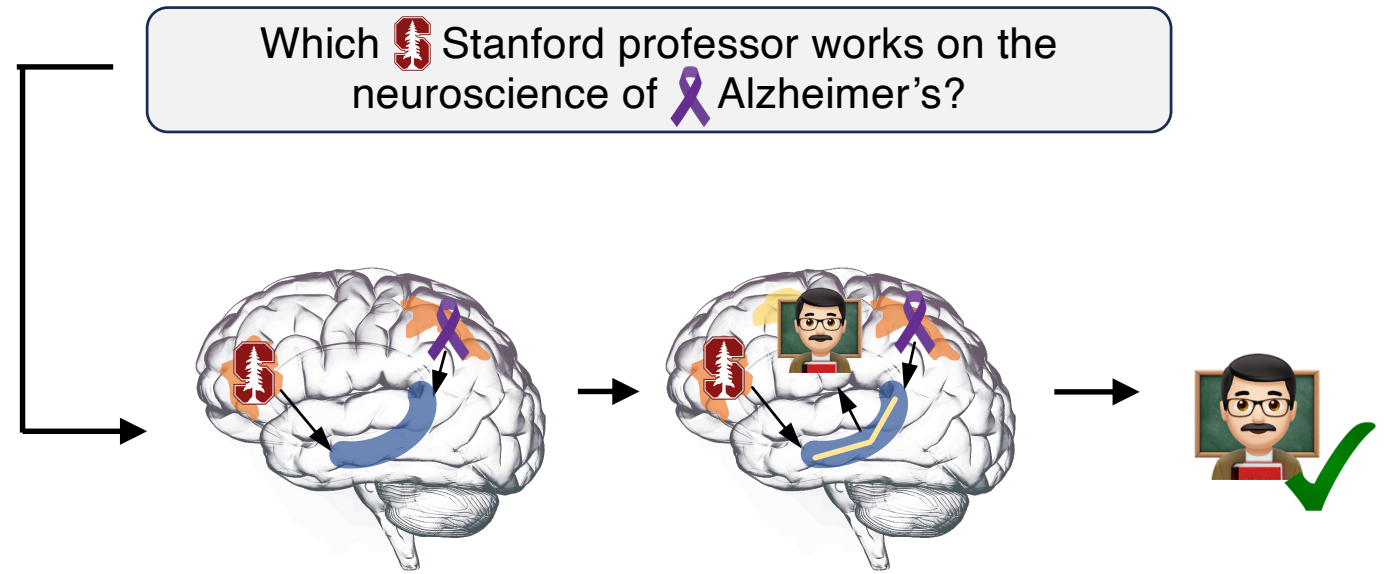 Which S Stanford professor works on the
neuroscience of Alzheimer’s?
S
S